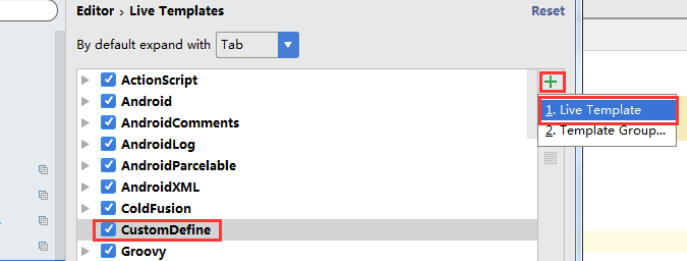 Editor › Live Templates
Reset
By default expand with Tab
ActionScript
Android
AndroidComments
AndroidLog
AndroidParcelable
AndroidXML
ColdFusion
CustomDefine
Groovy
1. Live Template
2. Template Group...